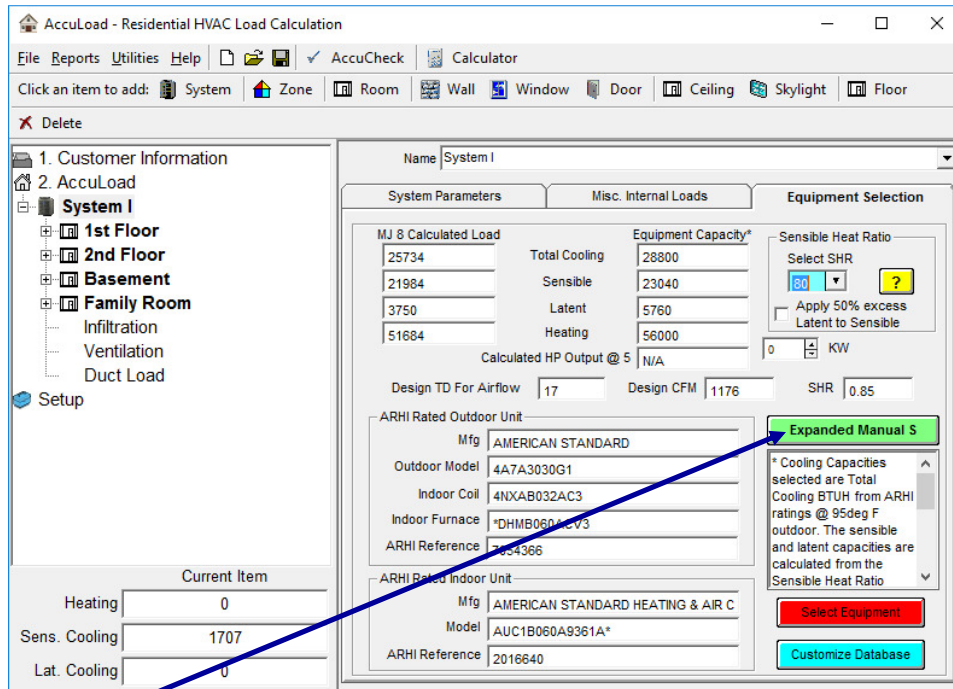 AccuLoad - Residential HVAC Load Calculation
File Reports Utilities Help AccuCheck Calculator
Click an item to add: System Zone Room Wall Window Door Ceiling Skylight Floor
Delete
1. Customer Information
2. AccuLoad
System I
1st Floor
2nd Floor
Basement
Family Room
Infiltration
Ventilation
Duct Load
Setup
Current Item
Heating 0
Sens. Cooling 1707
Lat. Cooling 0
Name System I
System Parameters Misc. Internal Loads Equipment Selection
MJ 8 Calculated Load Equipment Capacity*
25734 Total Cooling 28800
21984 Sensible 23040
3750 Latent 5760
51684 Heating 56000
Calculated HP Output @ 5 N/A
Sensible Heat Ratio
Select SHR
80 ?
Apply 50% excess
Latent to Sensible
0 KW
Design TD For Airflow 17 Design CFM 1176 SHR 0.85
ARHI Rated Outdoor Unit
Mfg AMERICAN STANDARD
Outdoor Model 4A7A3030G1
Indoor Coil 4NXAB032AC3
Indoor Furnace *DHMB060ACV3
ARHI Reference 7654366
ARHI Rated Indoor Unit
Mfg AMERICAN STANDARD HEATING & AIR C
Model AUC1B060A9361A*
ARHI Reference 2016640
Expanded Manual S
* Cooling Capacities
selected are Total
Cooling BTUH from ARHI
ratings @ 95deg F
outdoor. The sensible
and latent capacities are
calculated from the
Sensible Heat Ratio
Select Equipment
Customize Database